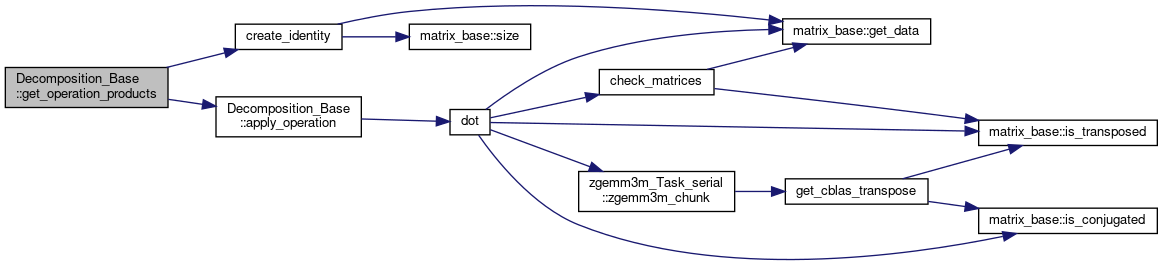 Decomposition_Base
::get_operation_products
create_identity
matrix_base::size
Decomposition_Base
::apply_operation
dot
check_matrices
matrix_base::get_data
zgemm3m_Task_serial
::zgemm3m_chunk
get_cblas_transpose
matrix_base::is_transposed
matrix_base::is_conjugated